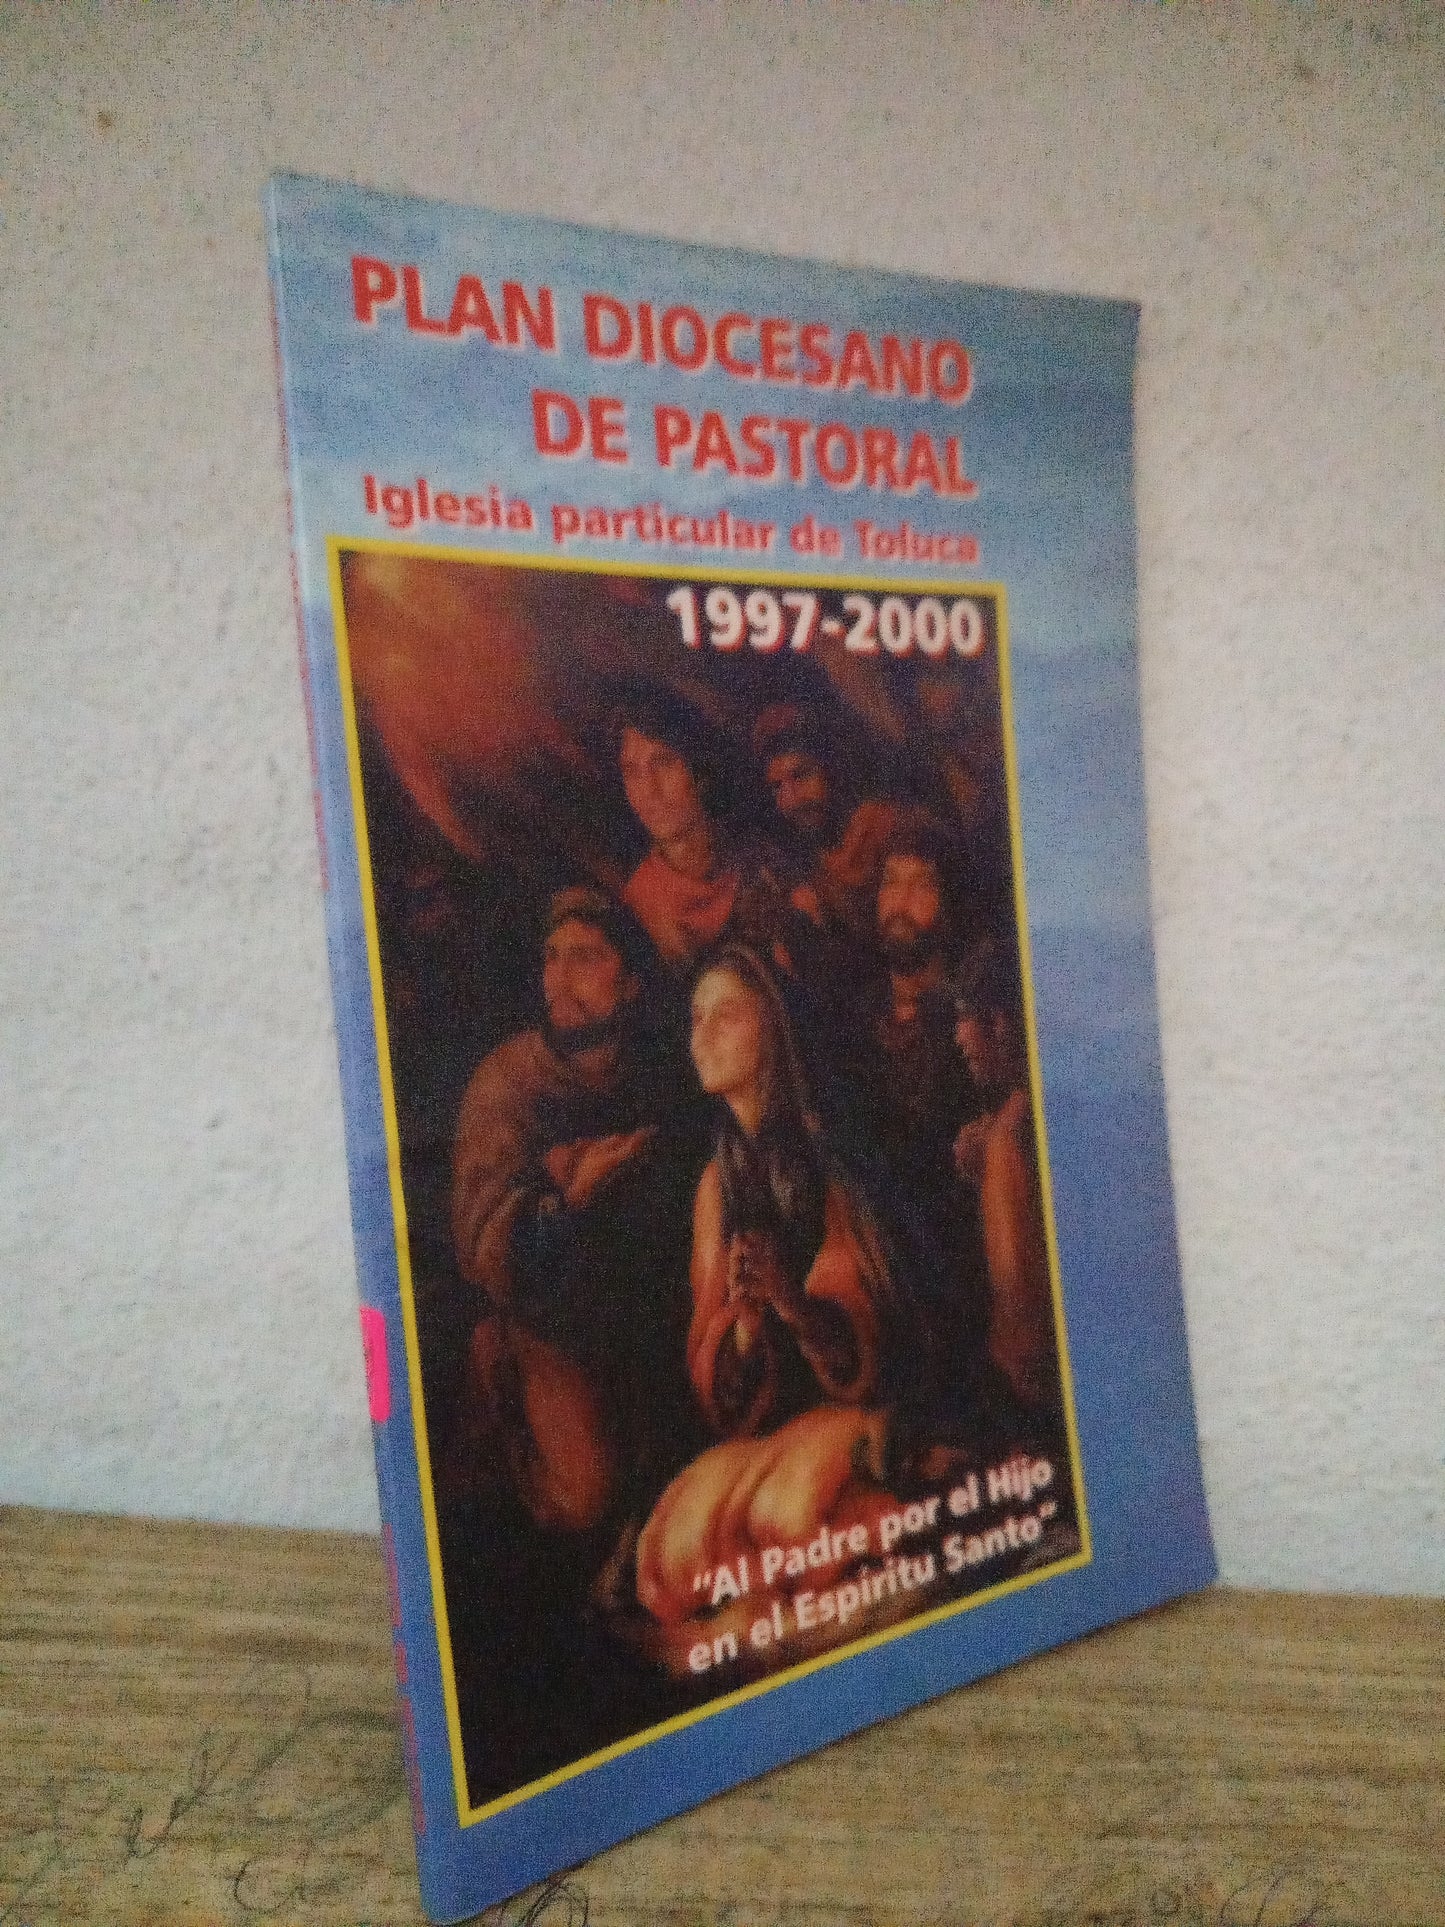 PLAN DIOCESANO
DE PASTORAL
Iglesia particular de Toluca
1997-2000
"Al Padre por el Hijo
en el Espíritu Santo"